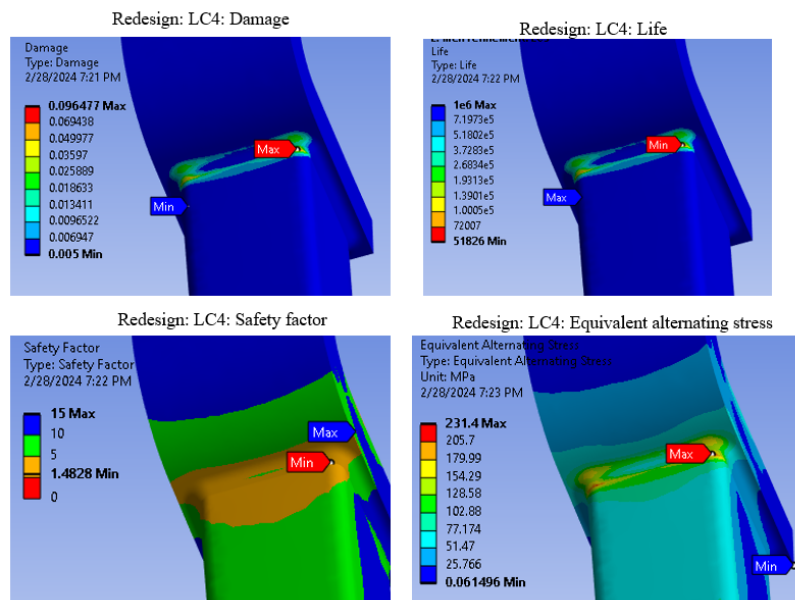 Redesign: LC4: Damage
Damage
Type: Damage
2/28/2024 7:21 PM
0.096477 Max
0.069438
0.049977
0.03597
0.025889
0.018633
0.013411
0.0096522
0.006947
0.005 Min
Max
Min
Redesign: LC4: Life
Life
Type: Life
2/28/2024 7:22 PM
1e6 Max
7.1973e5
5.1802e5
3.7283e5
2.6834e5
1.9313e5
1.3901e5
1.0005e5
72007
51826 Min
Min
Max
Redesign: LC4: Safety factor
Safety Factor
Type: Safety Factor
2/28/2024 7:22 PM
15 Max
10
5
1.4828 Min
0
Max
Min
Redesign: LC4: Equivalent alternating stress
Equivalent Alternating Stress
Type: Equivalent Alternating Stress
Unit: MPa
2/28/2024 7:23 PM
231.4 Max
205.7
179.99
154.29
128.58
102.88
77.174
51.47
25.766
0.061496 Min
Max
Min